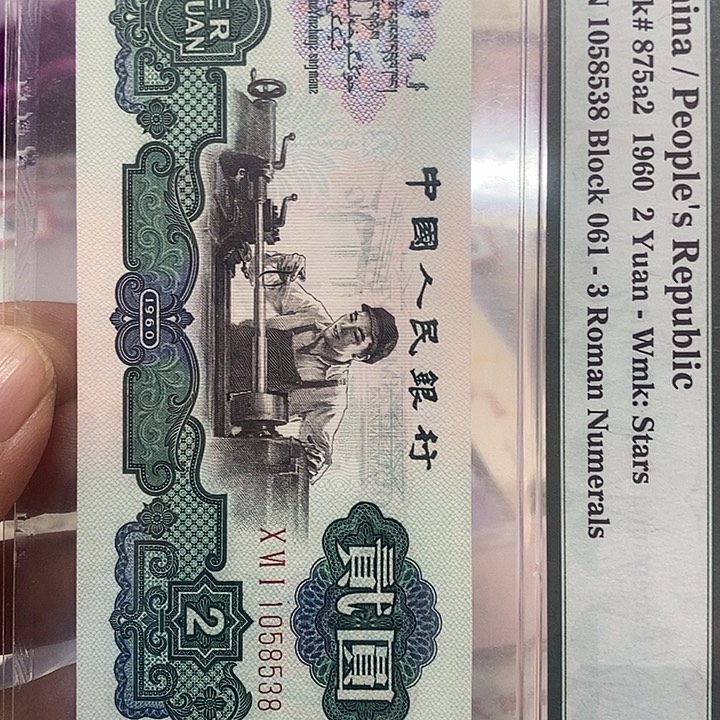 hina / People's Republic
k# 875a2 1960 2 Yuan - Wmk: Stars
N 1058538 Block 061 - 3 Roman Numerals
中國人民銀行
貳圓
X VI I 1058538
ER
UAN
1960
2